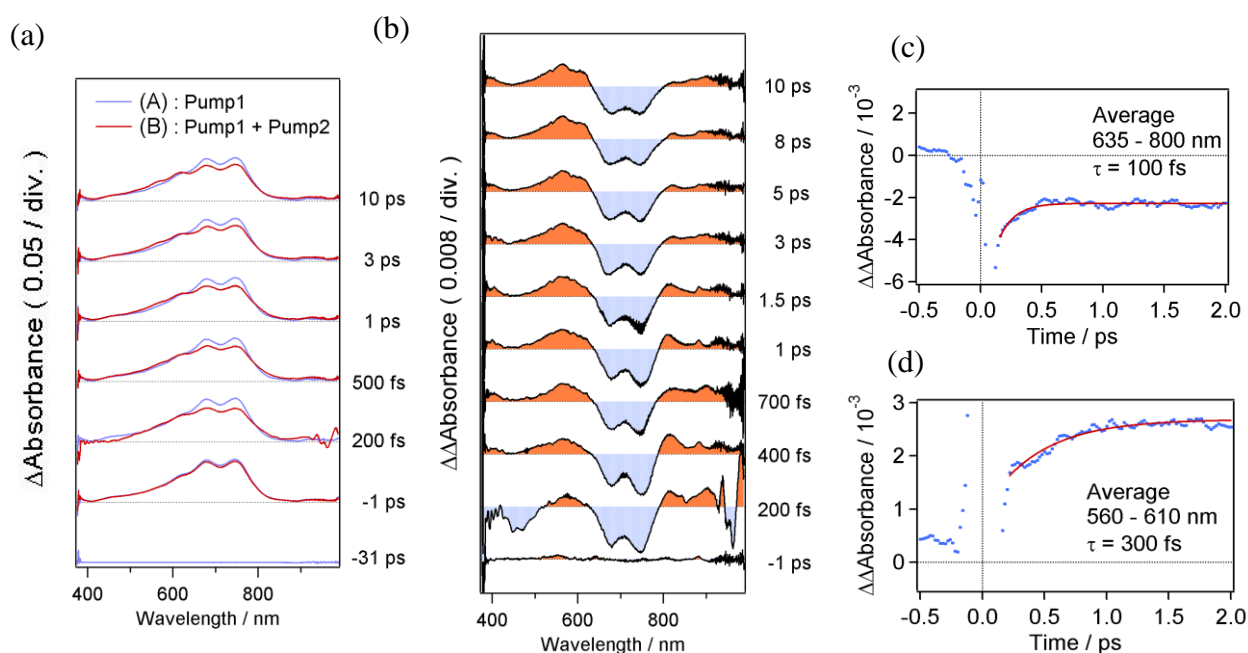 (a)
(A) : Pump1
(B) : Pump1 + Pump2
ΔAbsorbance ( 0.05 / div. )
10 ps
3 ps
1 ps
500 fs
200 fs
-1 ps
-31 ps
400 600 800
Wavelength / nm
(b)
ΔΔAbsorbance ( 0.008 / div. )
10 ps
8 ps
5 ps
3 ps
1.5 ps
1 ps
700 fs
400 fs
200 fs
-1 ps
400 600 800
Wavelength / nm
(c)
ΔΔAbsorbance / 10⁻³
2
0
-2
-4
-6
Average
635 - 800 nm
τ = 100 fs
-0.5 0.0 0.5 1.0 1.5 2.0
Time / ps
(d)
ΔΔAbsorbance / 10⁻³
3
2
1
0
Average
560 - 610 nm
τ = 300 fs
-0.5 0.0 0.5 1.0 1.5 2.0
Time / ps